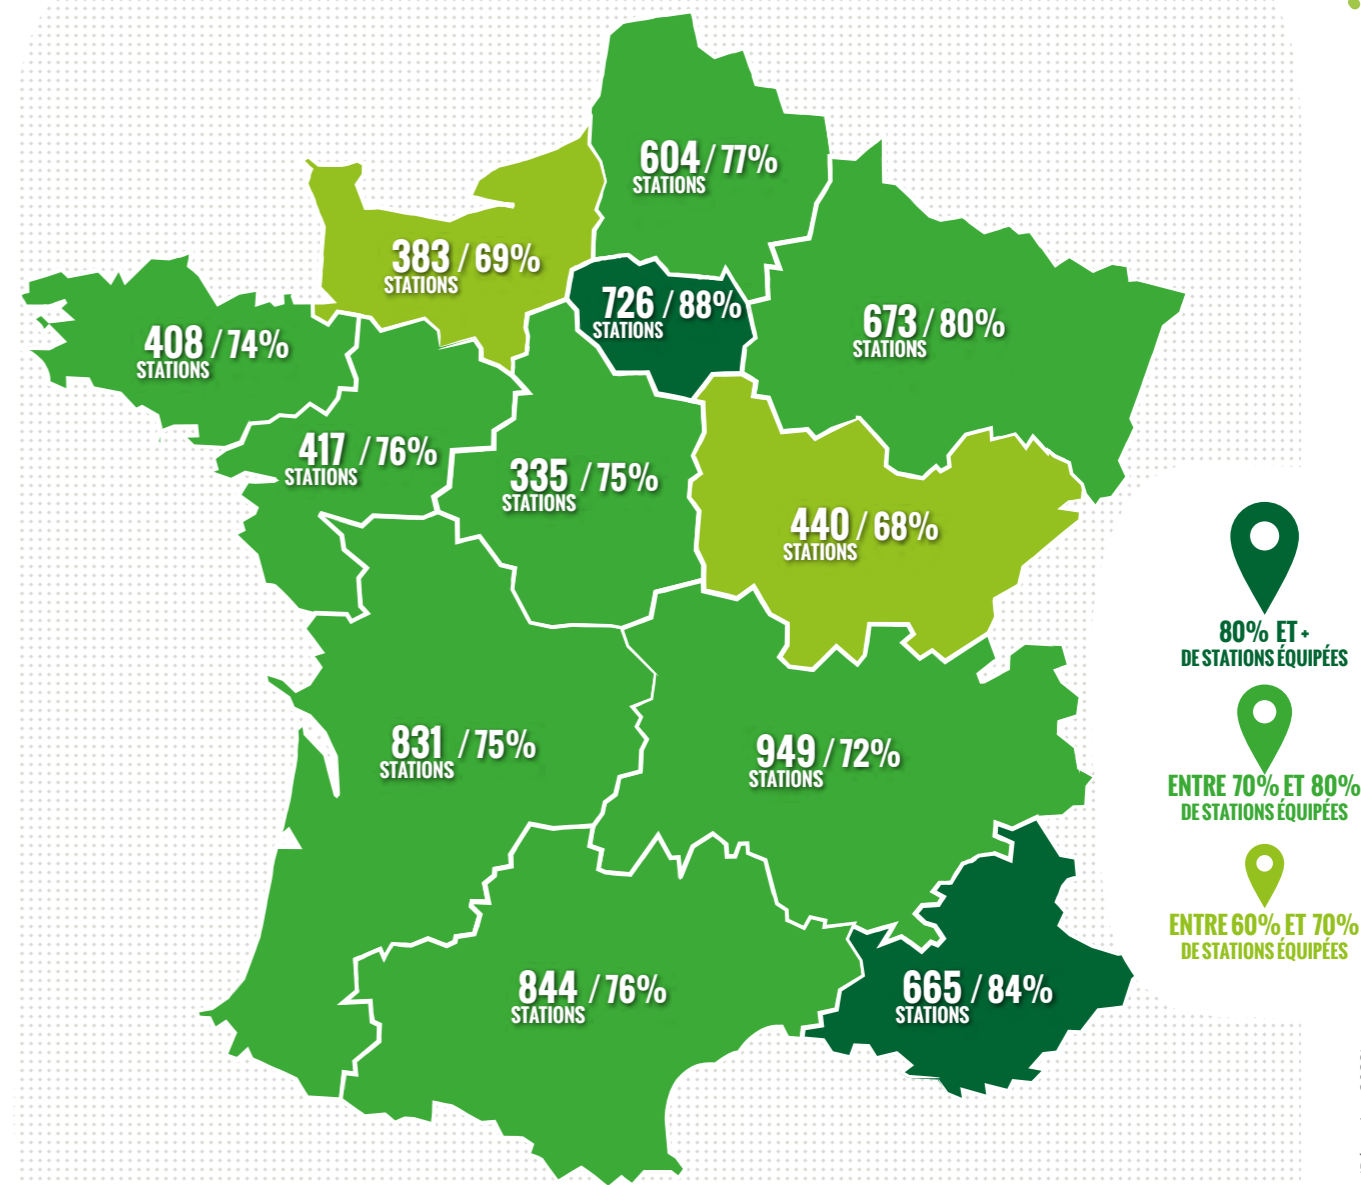 604 / 77%
STATIONS
383 / 69%
STATIONS
726 / 88%
STATIONS
673 / 80%
STATIONS
408 / 74%
STATIONS
417 / 76%
STATIONS
335 / 75%
STATIONS
440 / 68%
STATIONS
80% ET +
DE STATIONS ÉQUIPÉES
ENTRE 70% ET 80%
DE STATIONS ÉQUIPÉES
ENTRE 60% ET 70%
DE STATIONS ÉQUIPÉES
831 / 75%
STATIONS
949 / 72%
STATIONS
844 / 76%
STATIONS
665 / 84%
STATIONS